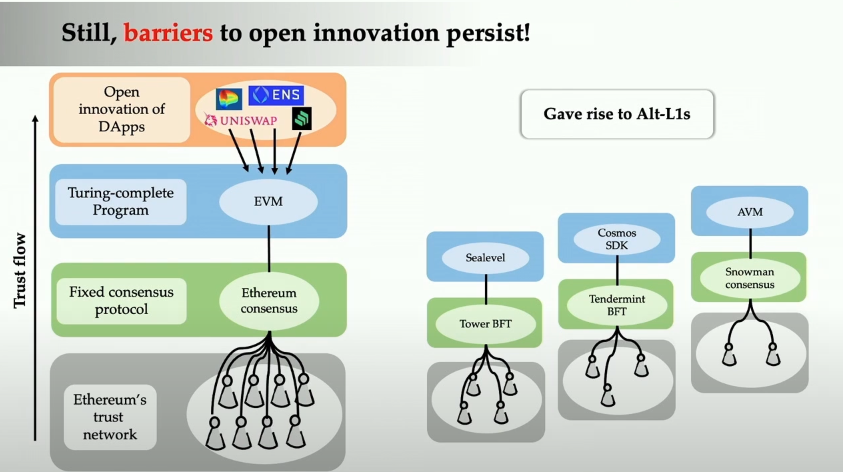 Still, barriers to open innovation persist!
Open
innovation of
DApps
ENS
UNISWAP
Turing-complete
Program
EVM
Fixed consensus
protocol
Ethereum
consensus
Ethereum's
trust
network
Trust flow
Gave rise to Alt-L1s
Sealevel
Tower BFT
Cosmos
SDK
Tendermint
BFT
AVM
Snowman
consensus